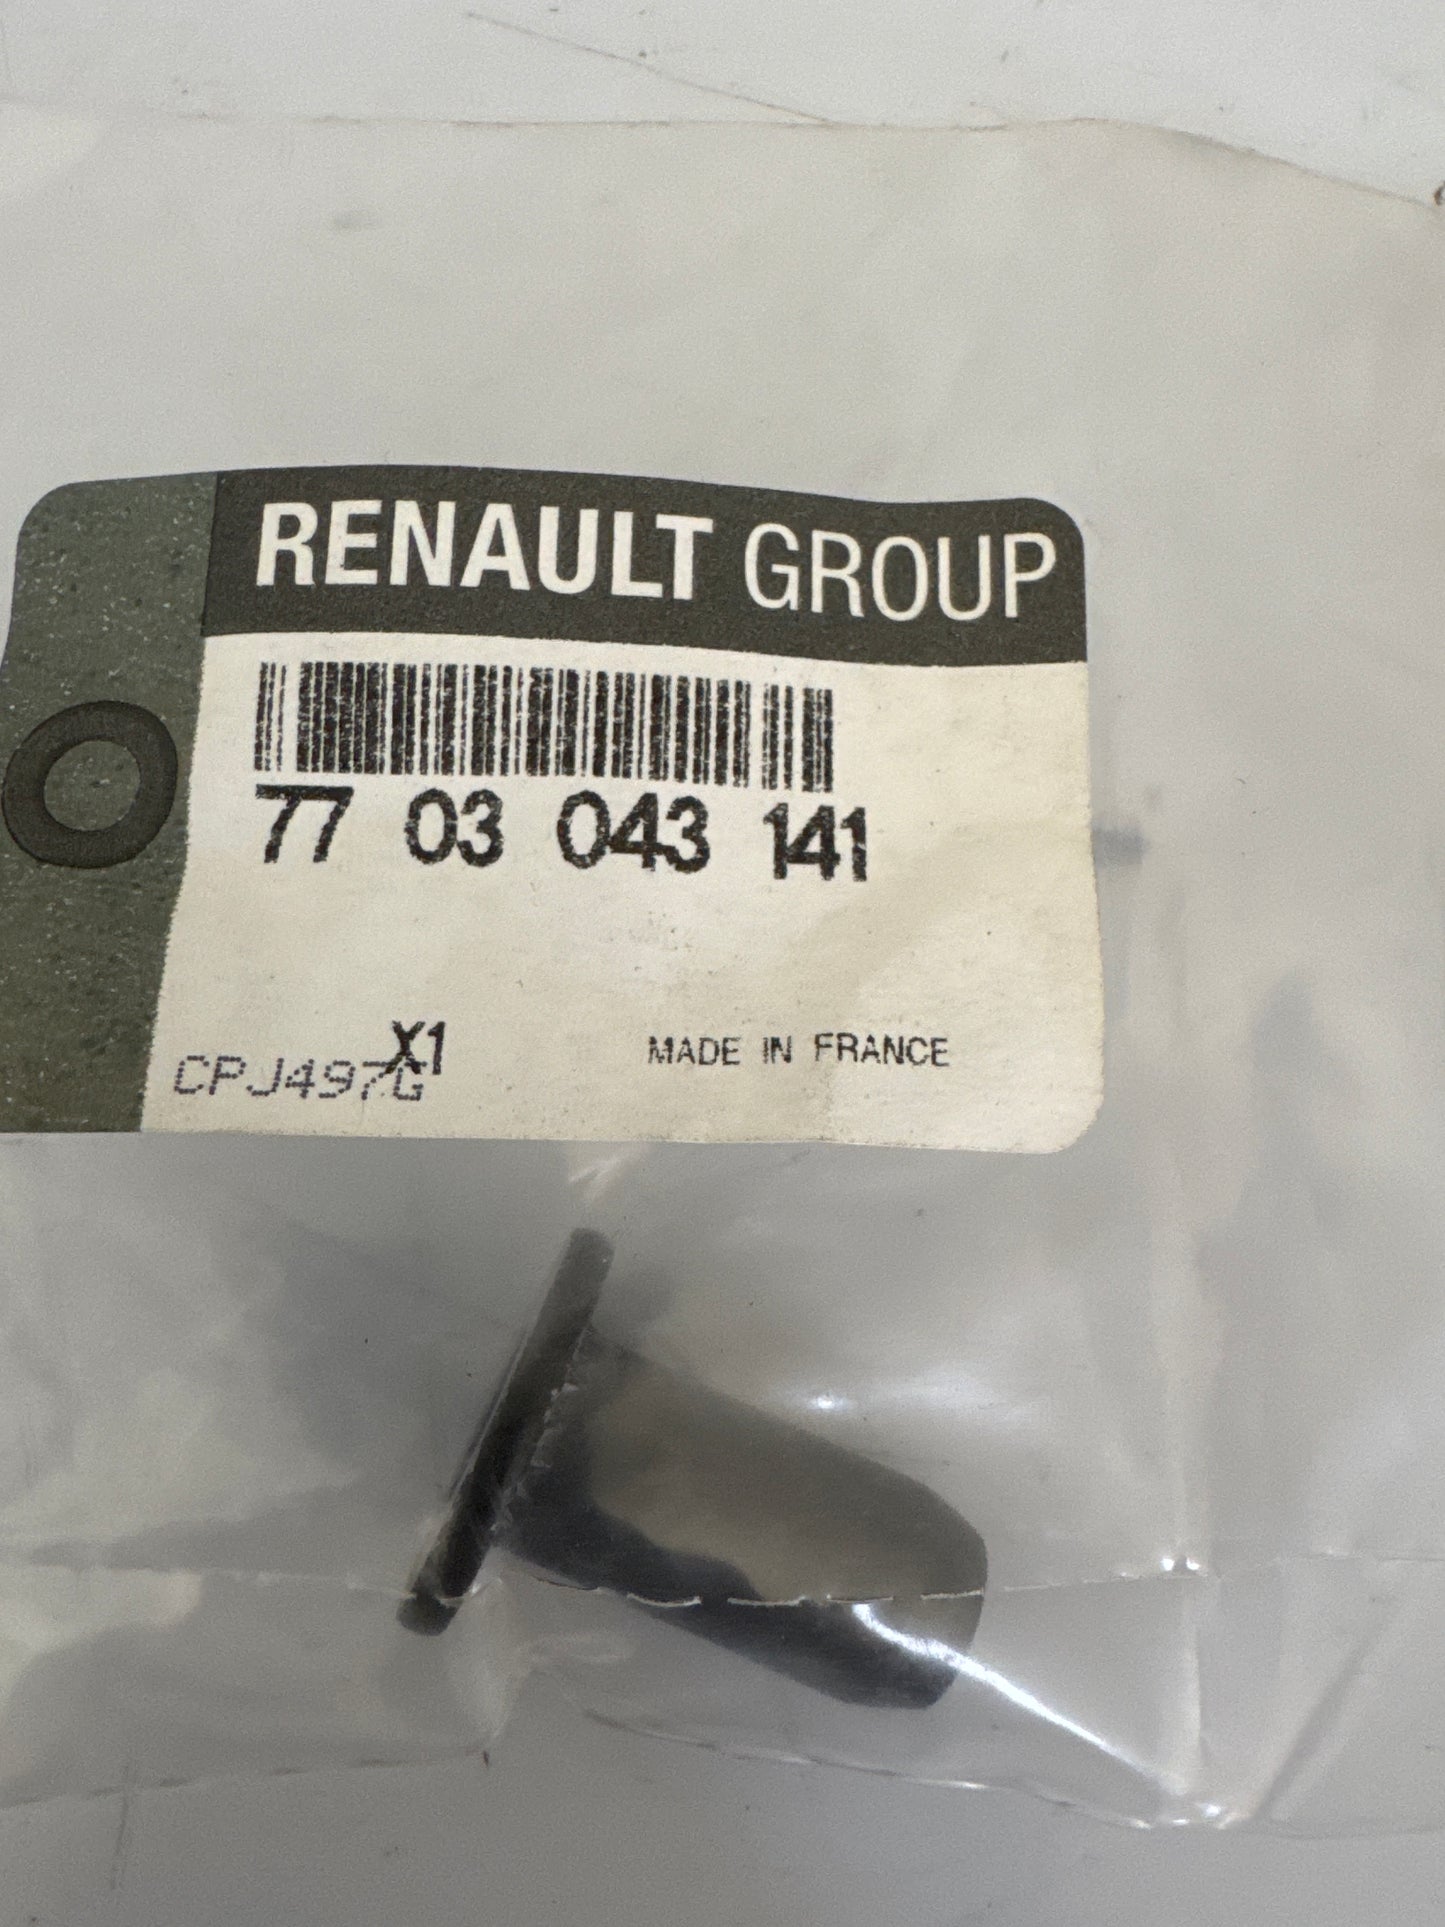 RENAULT GROUP
77 03 043 141
X1
CPJ497G
MADE IN FRANCE